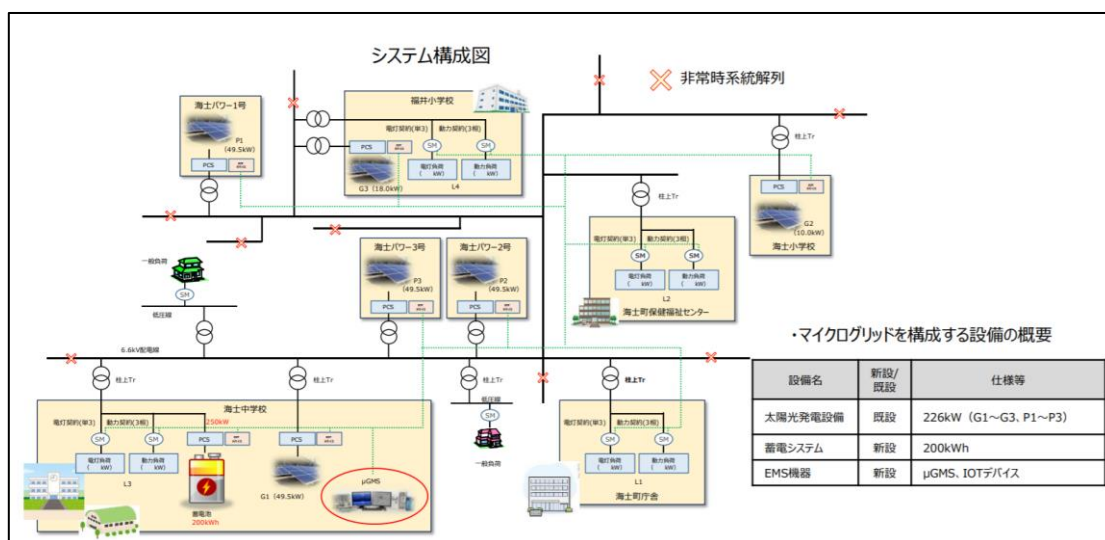 システム構成図
非常時系統解列
海士パワー1号
P1
(49.5kW)
PCS
福井小学校
電灯契約(単3)
動力契約(3相)
PCS
SM
SM
G3(18.0kW)
電灯負荷
( kW)
動力負荷
( kW)
L4
柱上Tr
PCS
G2
(10.0kW)
海士小学校
柱上Tr
電灯契約(単3)
動力契約(3相)
SM
SM
電灯負荷
( kW)
動力負荷
( kW)
L2
海士町保健福祉センター
一般負荷
SM
低圧線
海士パワー3号
P3
(49.5kW)
PCS
海士パワー2号
P2
(49.5kW)
PCS
6.6kV配電線
柱上Tr
柱上Tr
柱上Tr
柱上Tr
海士中学校
電灯契約(単3)
動力契約(3相)
250kW
SM
SM
PCS
PCS
電灯負荷
( kW)
動力負荷
( kW)
L3
蓄電池
200kWh
G1(49.5kW)
μGMS
低圧線
SM
一般負荷
電灯契約(単3)
動力契約(3相)
SM
SM
電灯負荷
( kW)
動力負荷
( kW)
L1
海士町庁舎
・マイクログリッドを構成する設備の概要
設備名
新設/
既設
仕様等
太陽光発電設備
既設
226kW(G1~G3、P1~P3)
蓄電システム
新設
200kWh
EMS機器
新設
μGMS、IOTデバイス